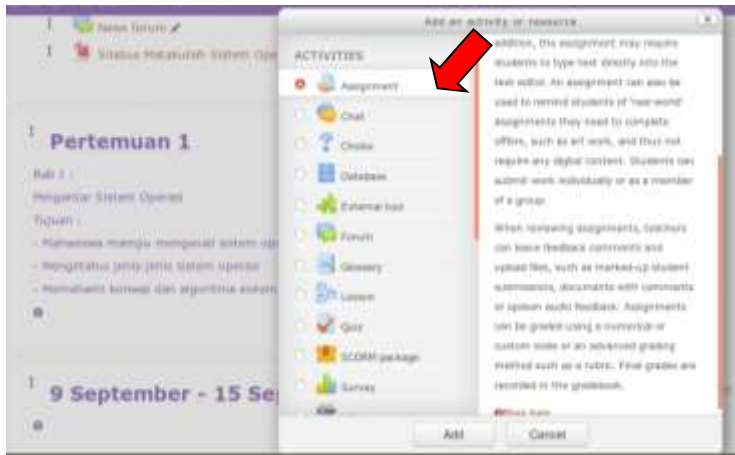 News forum
Silabus Matakuliah Sistem Ope
Pertemuan 1
Bab 1 :
Pengantar Sistem Operasi
Tujuan :
- Mahasiswa mampu mengenali sistem op
- Mengetahui jenis-jenis sistem operasi
- Memahami konsep dan algoritma sistem
9 September - 15 Se
Add an activity or resource
ACTIVITIES
Assignment
Chat
Choice
Database
External tool
Forum
Glossary
Lesson
Quiz
SCORM package
Survey
addition, the assignment may require
students to type text directly into the
text editor. An assignment can also be
used to remind students of 'real-world'
assignments they need to complete
offline, such as art work, and thus not
require any digital content. Students can
submit work individually or as a member
of a group.
When reviewing assignments, teachers
can leave feedback comments and
upload files, such as marked-up student
submissions, documents with comments
or spoken audio feedback. Assignments
can be graded using a numerical or
custom scale or an advanced grading
method such as a rubric. Final grades are
recorded in the gradebook.
More help
Add
Cancel